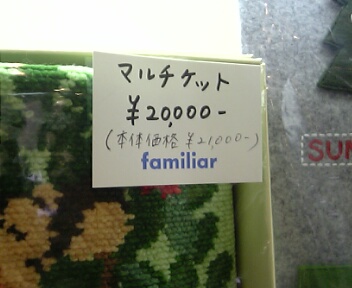 マルチケット
¥20,000-
(本体価格 ¥21,000-)
familiar
SUN